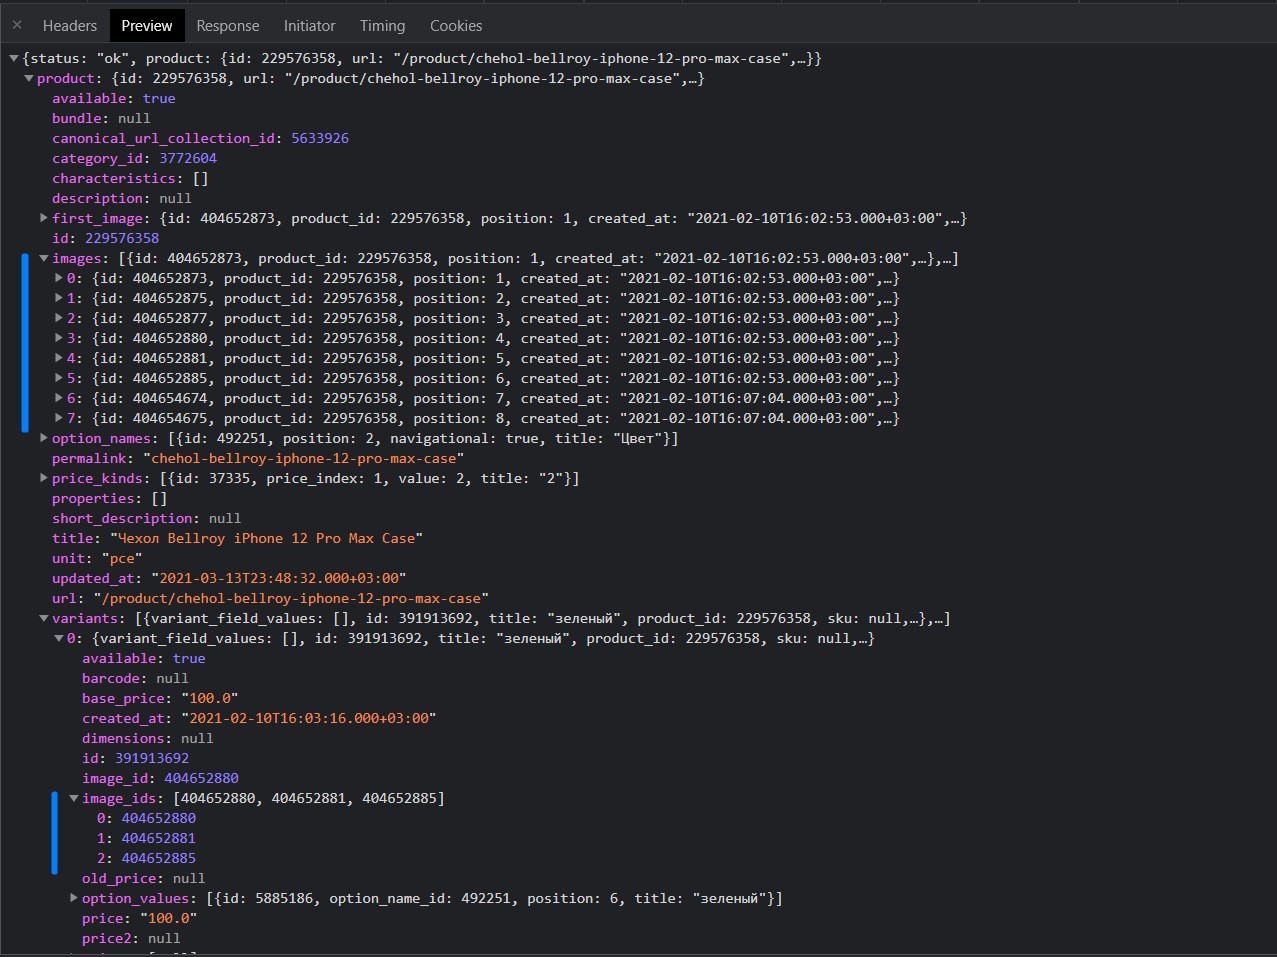 × Headers Preview Response Initiator Timing Cookies
▼{status: "ok", product: {id: 229576358, url: "/product/chehol-bellroy-iphone-12-pro-max-case",…}}
▼product: {id: 229576358, url: "/product/chehol-bellroy-iphone-12-pro-max-case",…}
available: true
bundle: null
canonical_url_collection_id: 5633926
category_id: 3772604
characteristics: []
description: null
▶first_image: {id: 404652873, product_id: 229576358, position: 1, created_at: "2021-02-10T16:02:53.000+03:00",…}
id: 229576358
▼images: [{id: 404652873, product_id: 229576358, position: 1, created_at: "2021-02-10T16:02:53.000+03:00",…},…]
▶0: {id: 404652873, product_id: 229576358, position: 1, created_at: "2021-02-10T16:02:53.000+03:00",…}
▶1: {id: 404652875, product_id: 229576358, position: 2, created_at: "2021-02-10T16:02:53.000+03:00",…}
▶2: {id: 404652877, product_id: 229576358, position: 3, created_at: "2021-02-10T16:02:53.000+03:00",…}
▶3: {id: 404652880, product_id: 229576358, position: 4, created_at: "2021-02-10T16:02:53.000+03:00",…}
▶4: {id: 404652881, product_id: 229576358, position: 5, created_at: "2021-02-10T16:02:53.000+03:00",…}
▶5: {id: 404652885, product_id: 229576358, position: 6, created_at: "2021-02-10T16:02:53.000+03:00",…}
▶6: {id: 404654674, product_id: 229576358, position: 7, created_at: "2021-02-10T16:07:04.000+03:00",…}
▶7: {id: 404654675, product_id: 229576358, position: 8, created_at: "2021-02-10T16:07:04.000+03:00",…}
▶option_names: [{id: 492251, position: 2, navigational: true, title: "Цвет"}]
permalink: "chehol-bellroy-iphone-12-pro-max-case"
▶price_kinds: [{id: 37335, price_index: 1, value: 2, title: "2"}]
properties: []
short_description: null
title: "Чехол Bellroy iPhone 12 Pro Max Case"
unit: "pce"
updated_at: "2021-03-13T23:48:32.000+03:00"
url: "/product/chehol-bellroy-iphone-12-pro-max-case"
▼variants: [{variant_field_values: [], id: 391913692, title: "зеленый", product_id: 229576358, sku: null,…},…]
▼0: {variant_field_values: [], id: 391913692, title: "зеленый", product_id: 229576358, sku: null,…}
available: true
barcode: null
base_price: "100.0"
created_at: "2021-02-10T16:03:16.000+03:00"
dimensions: null
id: 391913692
image_id: 404652880
▼image_ids: [404652880, 404652881, 404652885]
0: 404652880
1: 404652881
2: 404652885
old_price: null
▶option_values: [{id: 5885186, option_name_id: 492251, position: 6, title: "зеленый"}]
price: "100.0"
price2: null